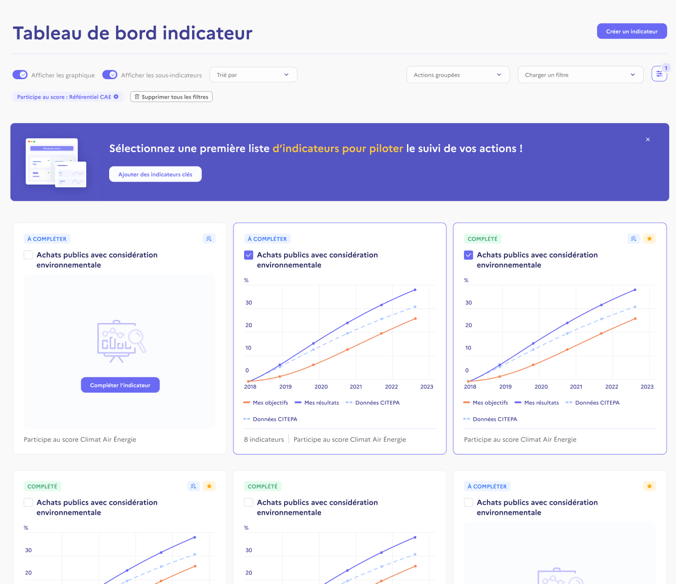 Tableau de bord indicateur
Créer un indicateur
Afficher les graphique
Afficher les sous-indicateurs
Trié par
Actions groupées
Charger un filtre
1
Participe au score : Référentiel CAE
Supprimer tous les filtres
Sélectionnez une première liste d'indicateurs pour piloter le suivi de vos actions !
Ajouter des indicateurs clés
À COMPLÉTER
Achats publics avec considération
environnementale
Compléter l'indicateur
Participe au score Climat Air Énergie
À COMPLÉTER
Achats publics avec considération
environnementale
%
30
20
10
0
2018 2019 2020 2021 2022 2023
Mes objectifs Mes résultats Données CITEPA
Données CITEPA
8 indicateurs Participe au score Climat Air Énergie
COMPLÉTÉ
Achats publics avec considération
environnementale
%
30
20
10
0
2018 2019 2020 2021 2022 2023
Mes objectifs Mes résultats Données CITEPA
Données CITEPA
Participe au score Climat Air Énergie
COMPLÉTÉ
Achats publics avec considération
environnementale
%
30
20
COMPLÉTÉ
Achats publics avec considération
environnementale
%
30
20
À COMPLÉTER
Achats publics avec considération
environnementale